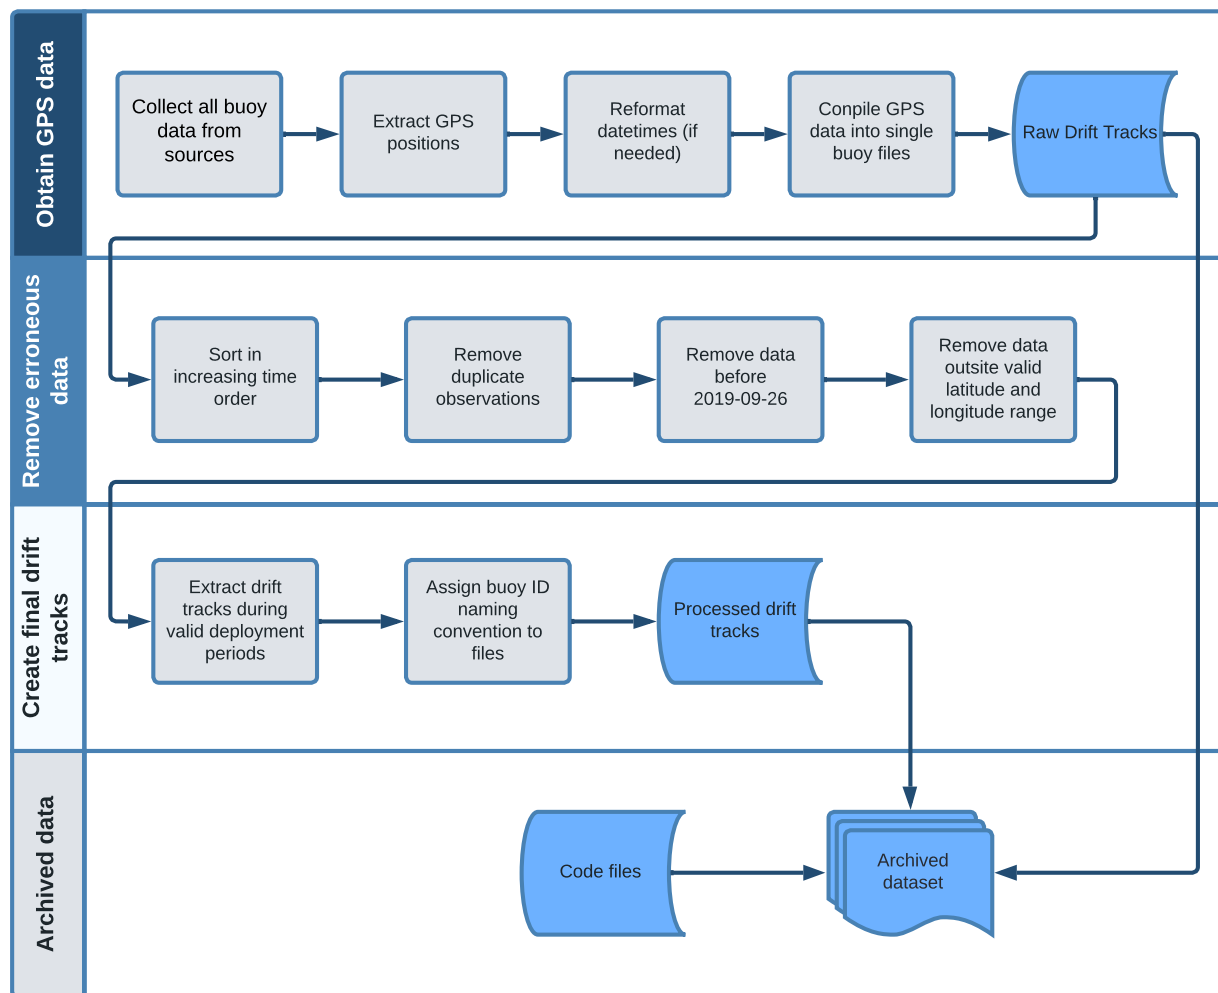 Obtain GPS data
Collect all buoy
data from
sources
Extract GPS
positions
Reformat
datetimes (if
needed)
Conpile GPS
data into single
buoy files
Raw Drift Tracks
Remove erroneous
data
Sort in
increasing time
order
Remove
duplicate
observations
Remove data
before
2019-09-26
Remove data
outsite valid
latitude and
longitude range
Create final drift
tracks
Extract drift
tracks during
valid deployment
periods
Assign buoy ID
naming
convention to
files
Processed drift
tracks
Archived data
Code files
Archived
dataset